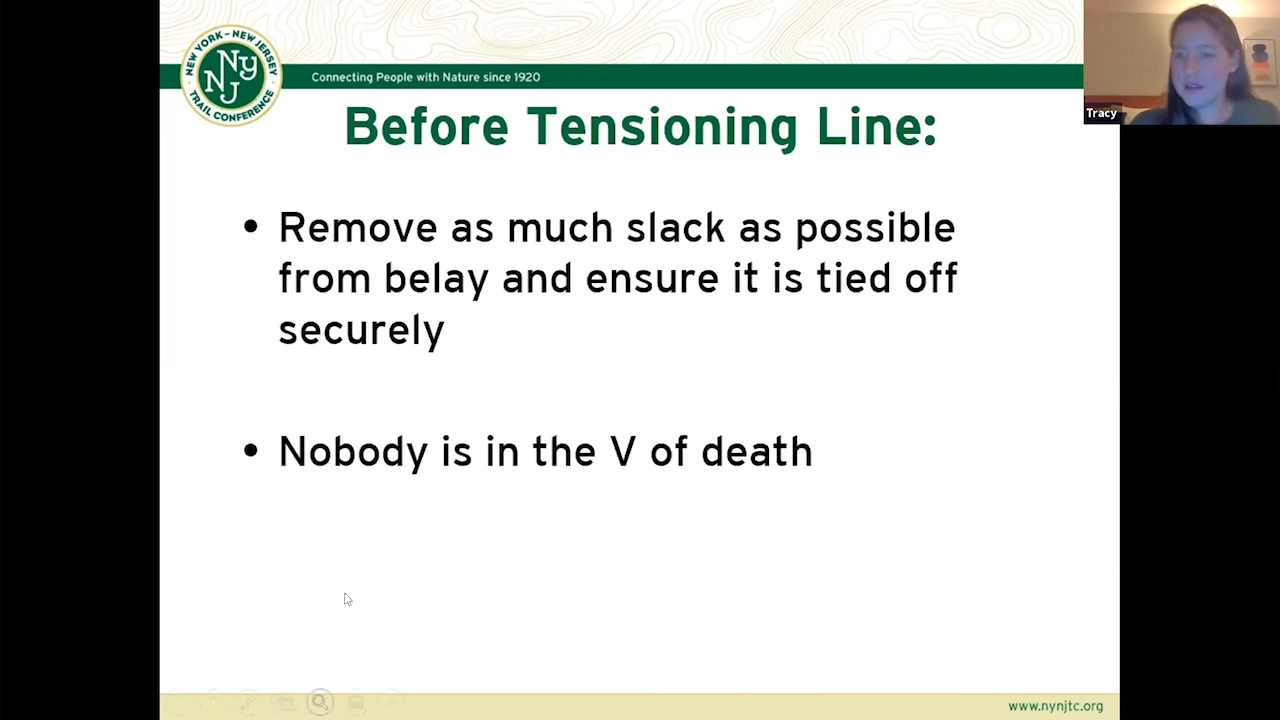 NEW YORK – NEW JERSEY
NY
NJ
TRAIL CONFERENCE
Connecting People with Nature since 1920
Tracy
Before Tensioning Line:
• Remove as much slack as possible
from belay and ensure it is tied off
securely
• Nobody is in the V of death
www.nynjtc.org